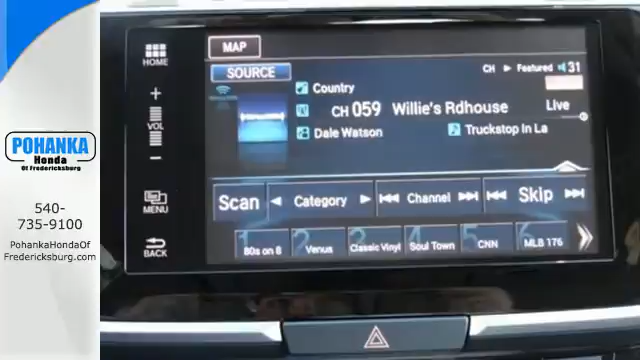 POHANKA
Honda
Of Fredericksburg
540-
735-9100
PohankaHondaOf
Fredericksburg.com
HOME
+
VOL
−
MENU
BACK
MAP
SOURCE
CH ▶ Featured 31
Country
CH 059 Willie's Rdhouse Live
Dale Watson Truckstop In La
Scan Category Channel Skip
1 80s on 8
2 Venus
3 Classic Vinyl
4 Soul Town
5 CNN
6 MLB 176